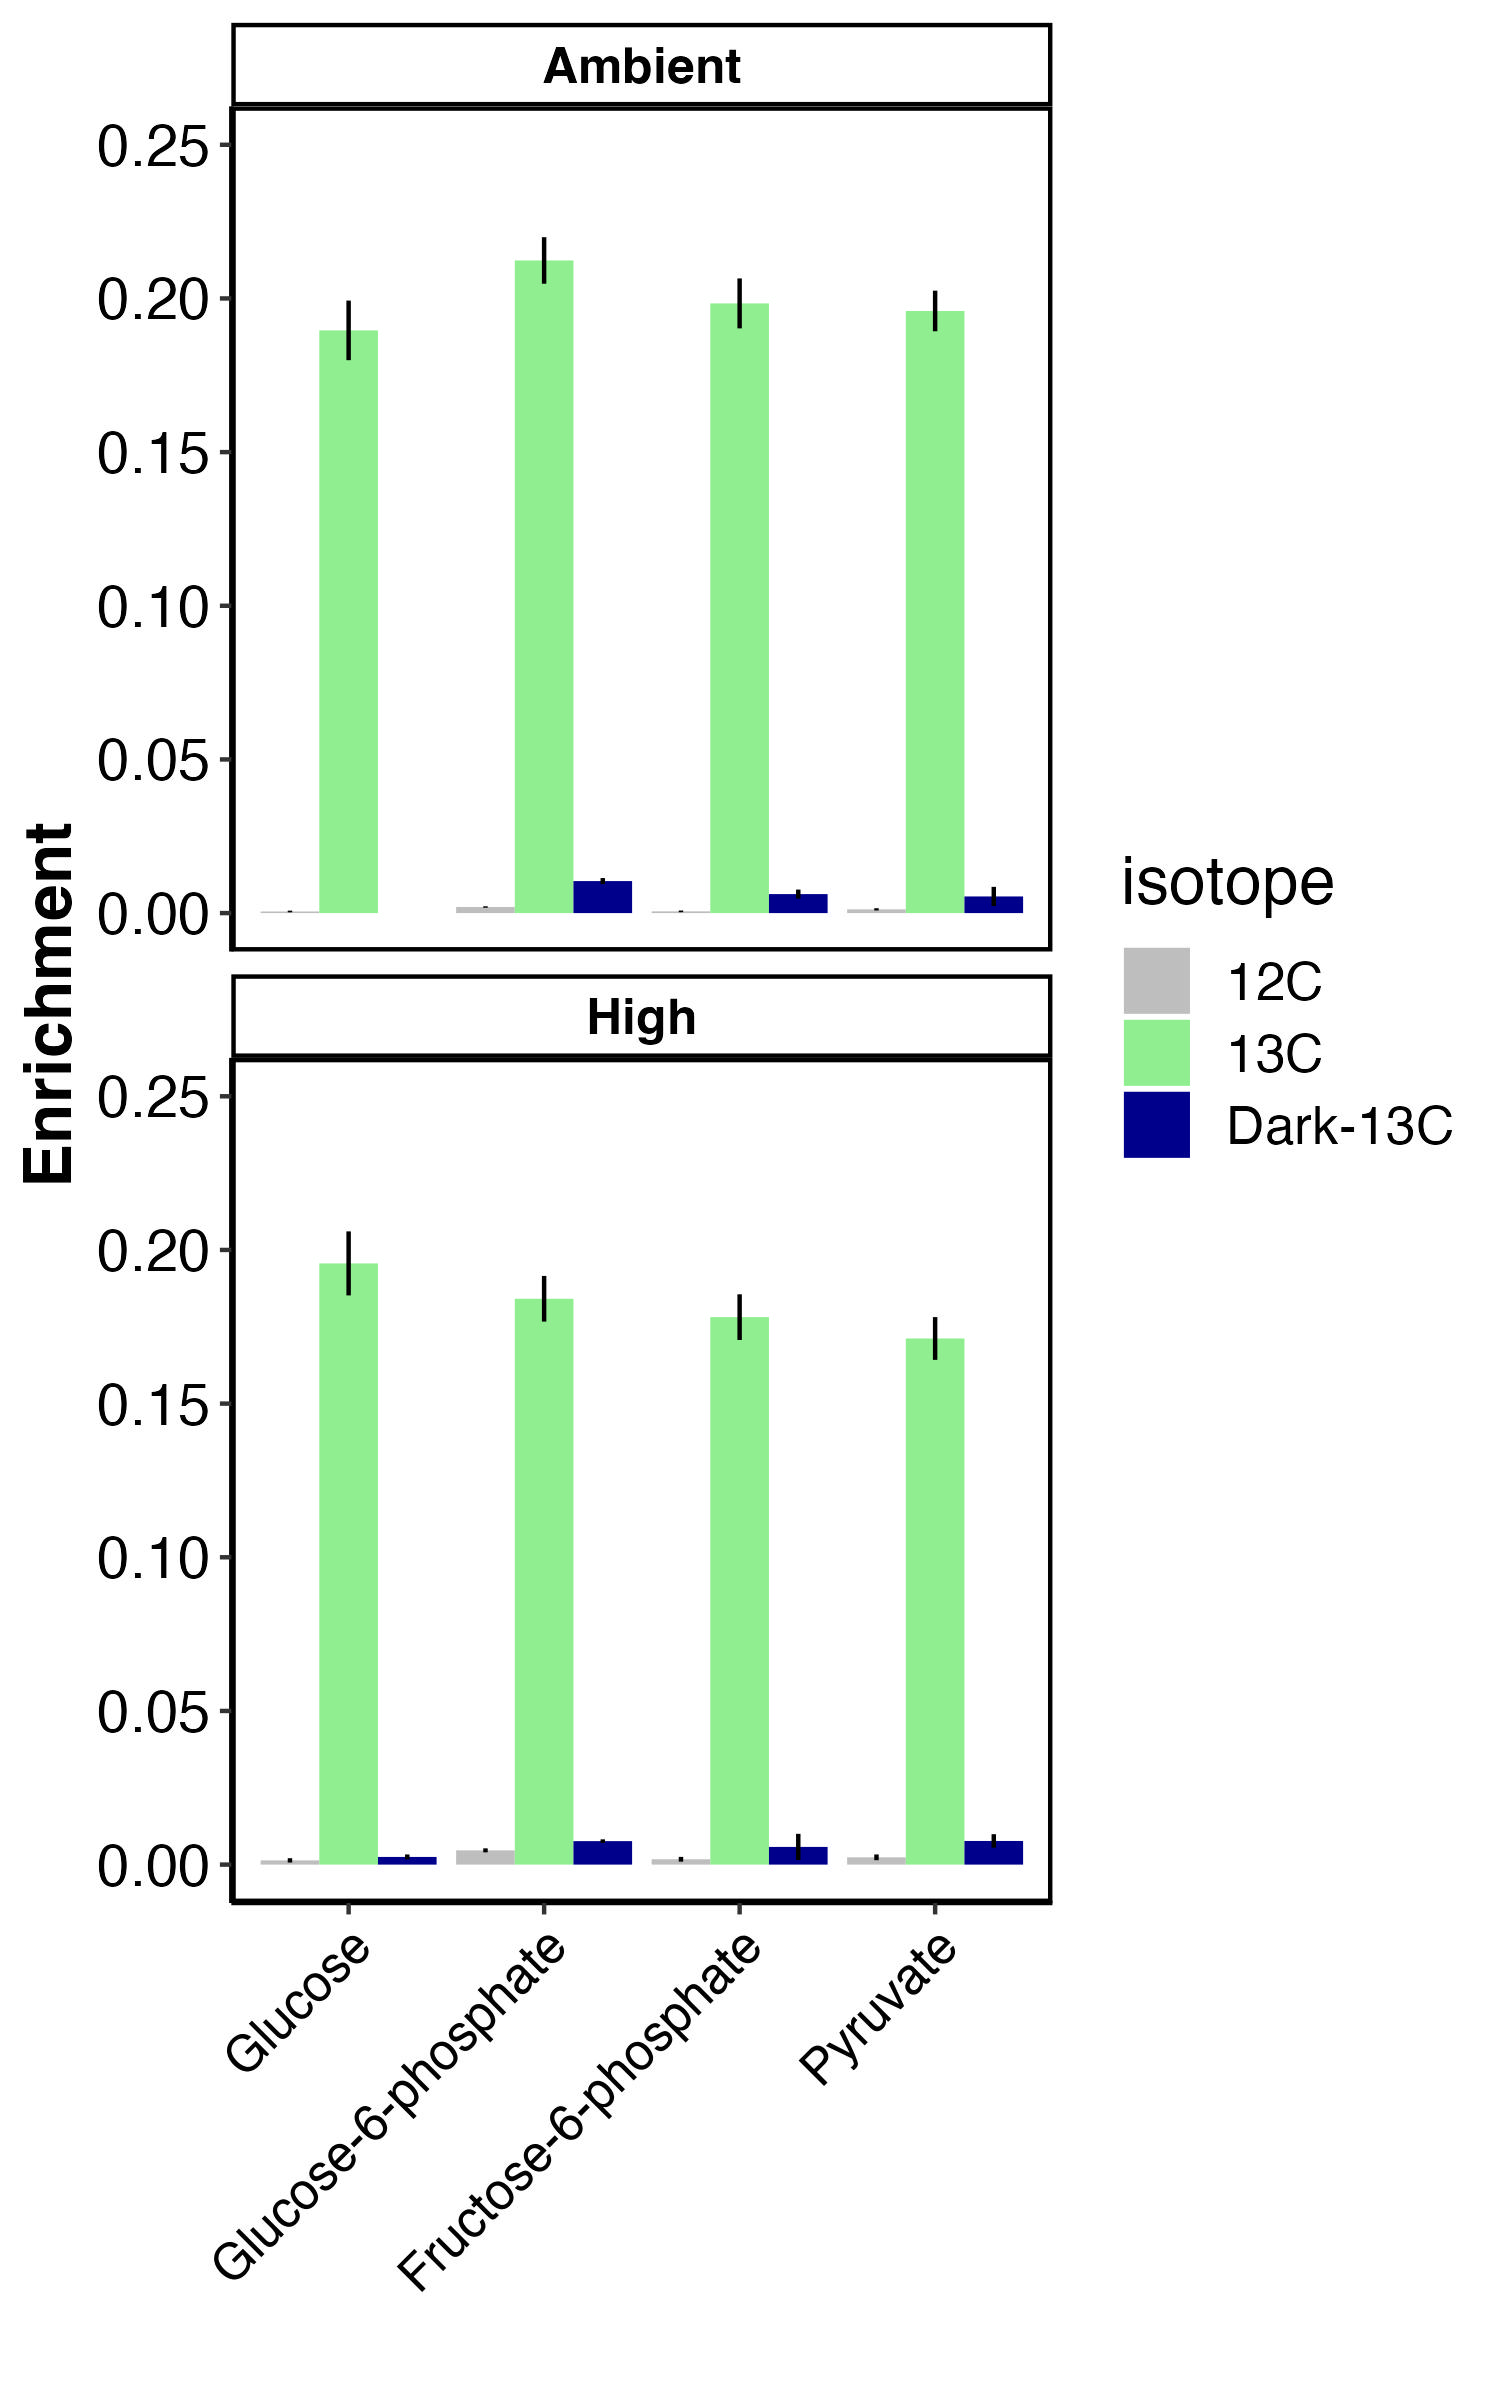 Ambient
0.25
0.20
0.15
0.10
0.05
0.00
Enrichment
High
0.25
0.20
0.15
0.10
0.05
0.00
Glucose
Glucose-6-phosphate
Fructose-6-phosphate
Pyruvate
isotope
12C
13C
Dark-13C